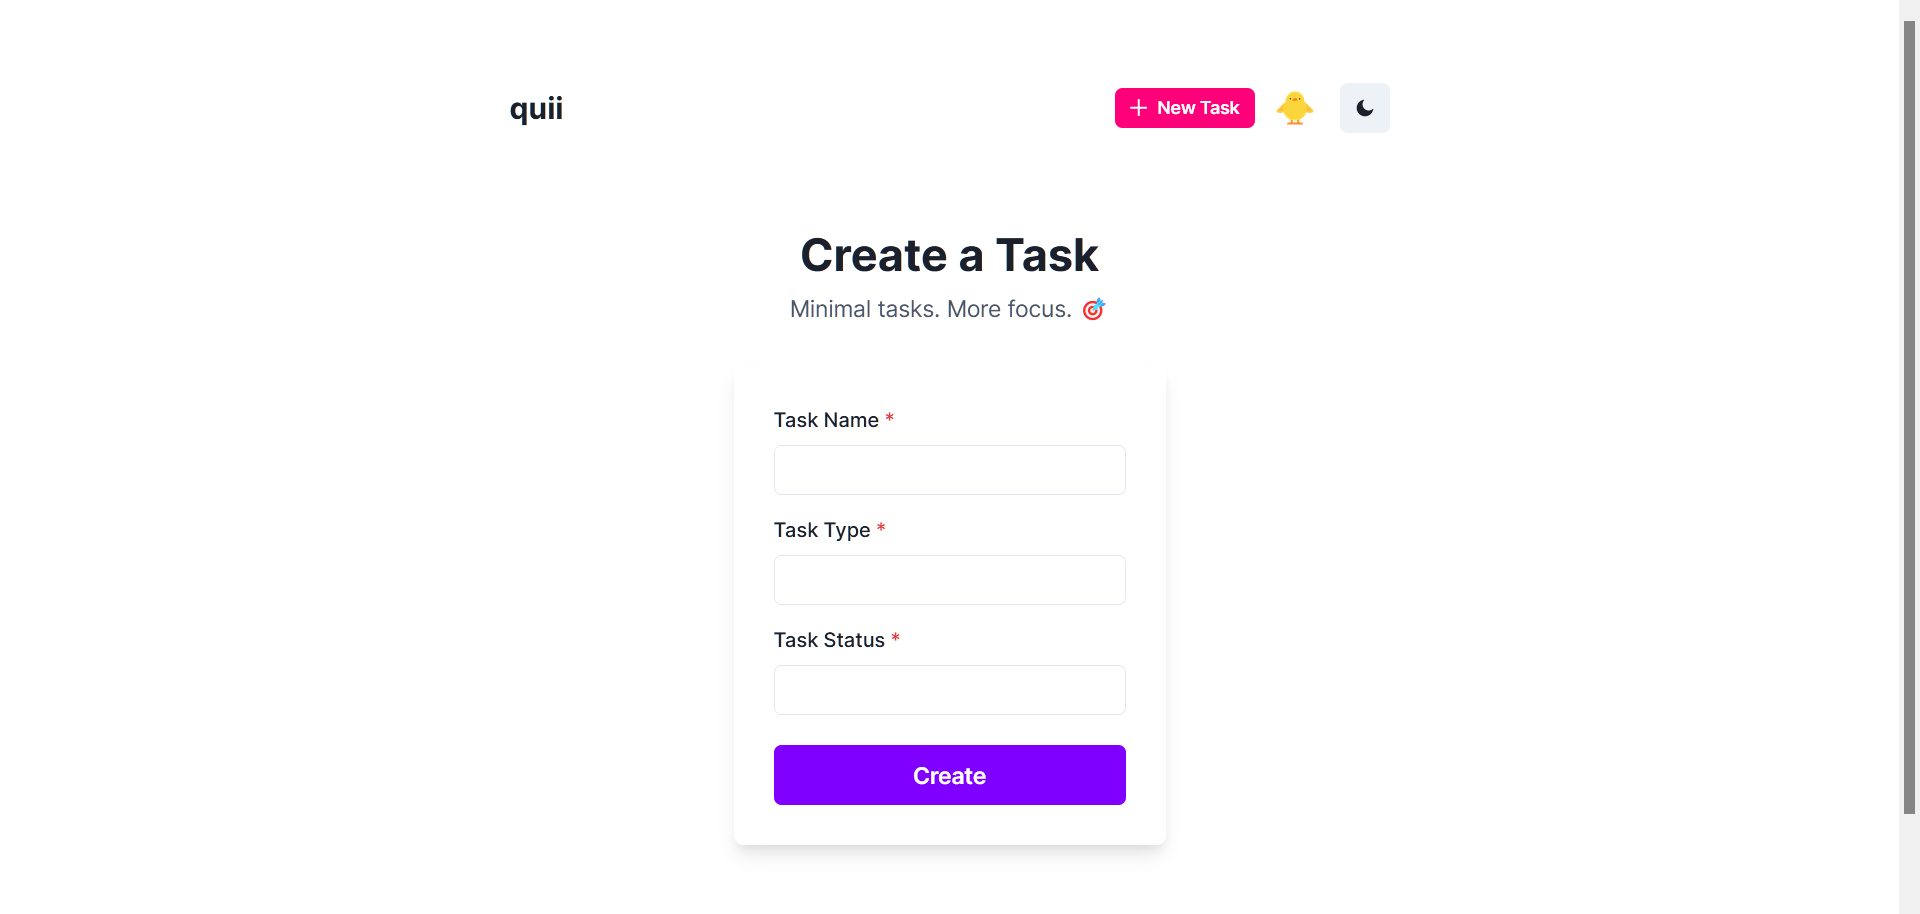 quii
New Task
Create a Task
Minimal tasks. More focus. 🎯
Task Name *
Task Type *
Task Status *
Create